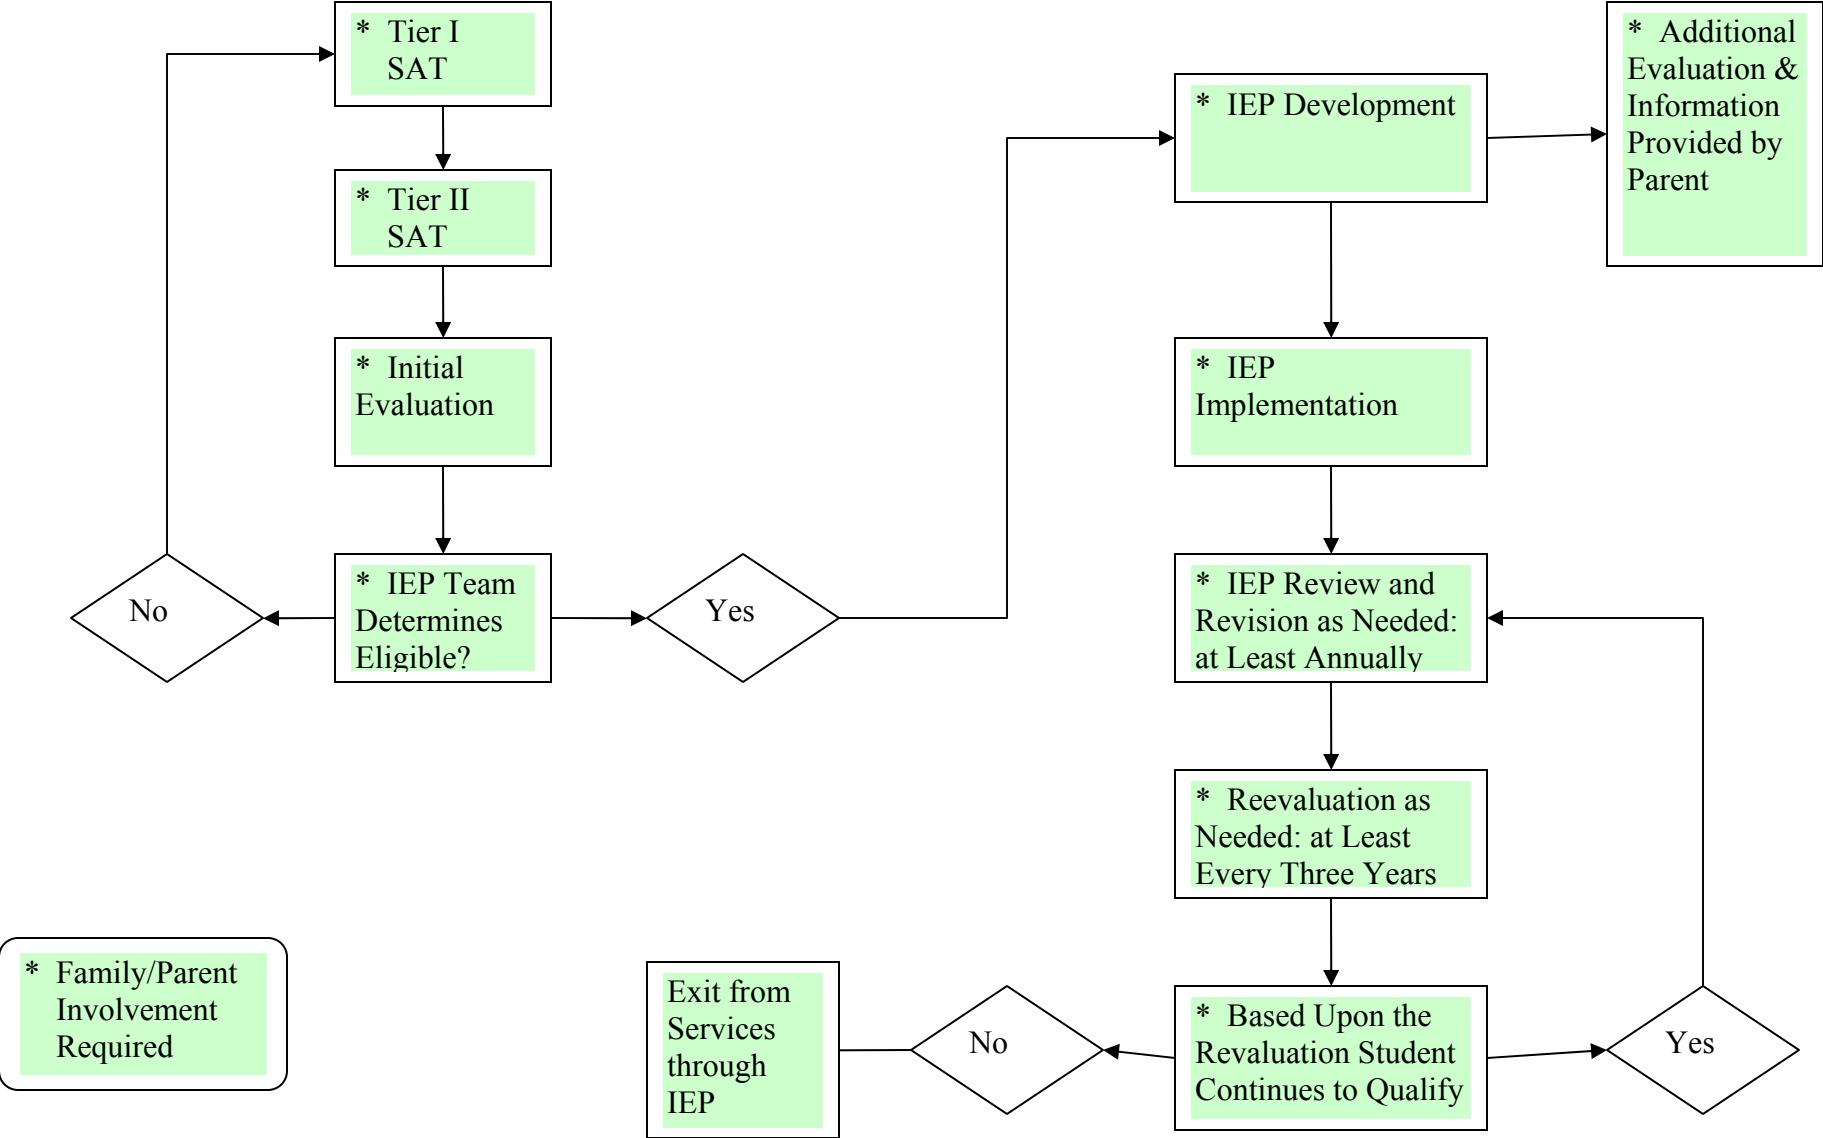 * Tier I
SAT
* Tier II
SAT
* Initial
Evaluation
* IEP Team
Determines
Eligible?
No
Yes
* IEP Development
* Additional
Evaluation &
Information
Provided by
Parent
* IEP
Implementation
* IEP Review and
Revision as Needed:
at Least Annually
* Reevaluation as
Needed: at Least
Every Three Years
* Based Upon the
Revaluation Student
Continues to Qualify
Yes
No
Exit from
Services
through
IEP
* Family/Parent
Involvement
Required